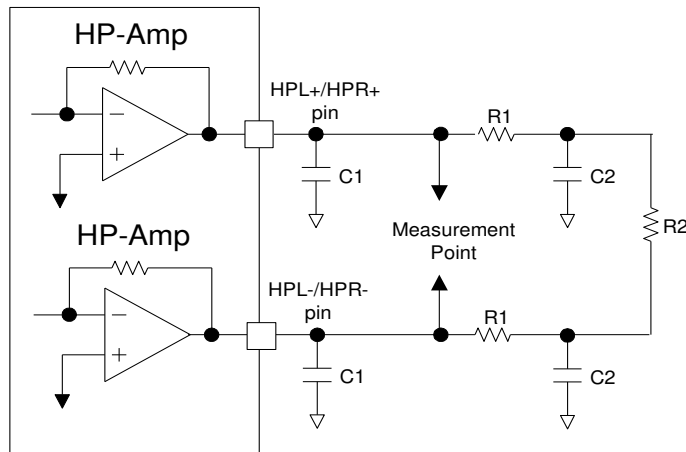 HP-Amp
HPL+/HPR+
pin
R1
C1
C2
R2
Measurement
Point
HP-Amp
HPL-/HPR-
pin
R1
C1
C2